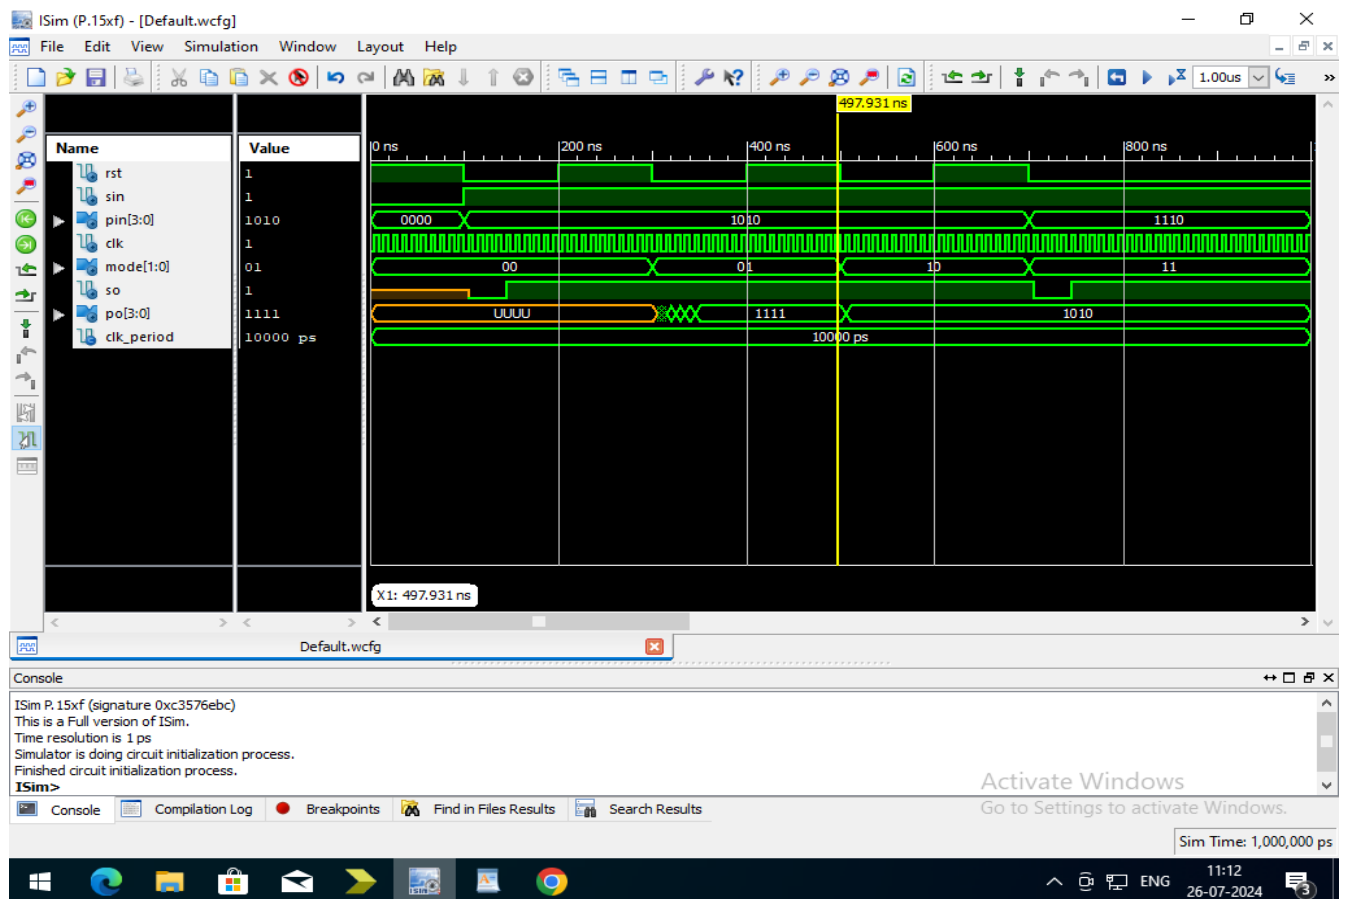 ISim (P.15xf) - [Default.wcfg]
File Edit View Simulation Window Layout Help
1.00us
497.931 ns
Name Value
0 ns 200 ns 400 ns 600 ns 800 ns
rst 1
sin 1
pin[3:0] 1010 0000 1010 1110
clk 1
mode[1:0] 01 00 01 10 11
so 1
po[3:0] 1111 UUUU 1111 1010
clk_period 10000 ps 10000 ps
X1: 497.931 ns
Default.wcfg
Console
ISim P.15xf (signature 0xc3576ebc)
This is a Full version of ISim.
Time resolution is 1 ps
Simulator is doing circuit initialization process.
Finished circuit initialization process.
ISim>
Activate Windows
Go to Settings to activate Windows.
Console Compilation Log Breakpoints Find in Files Results Search Results
Sim Time: 1,000,000 ps
ISim
ENG
11:12
26-07-2024
3